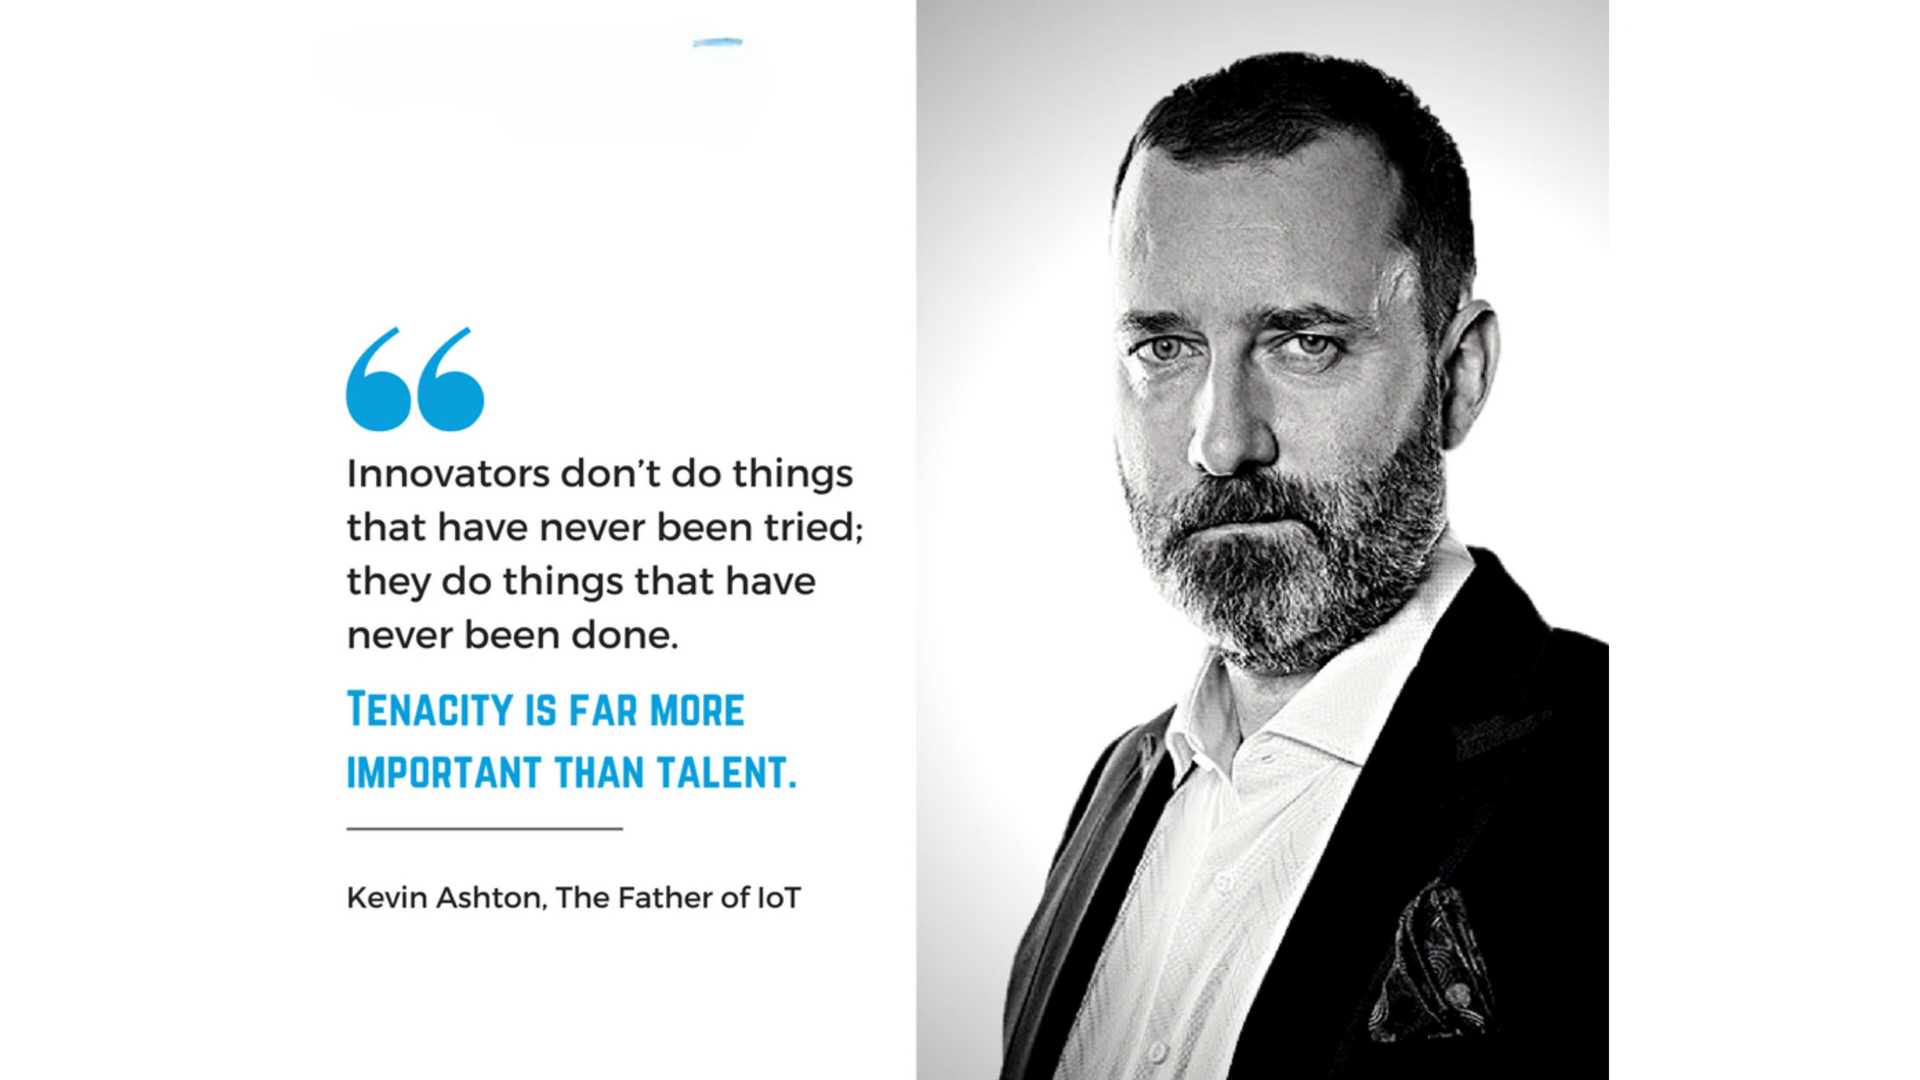 Innovators don’t do things
that have never been tried;
they do things that have
never been done.
Tenacity is far more
important than talent.
Kevin Ashton, The Father of IoT